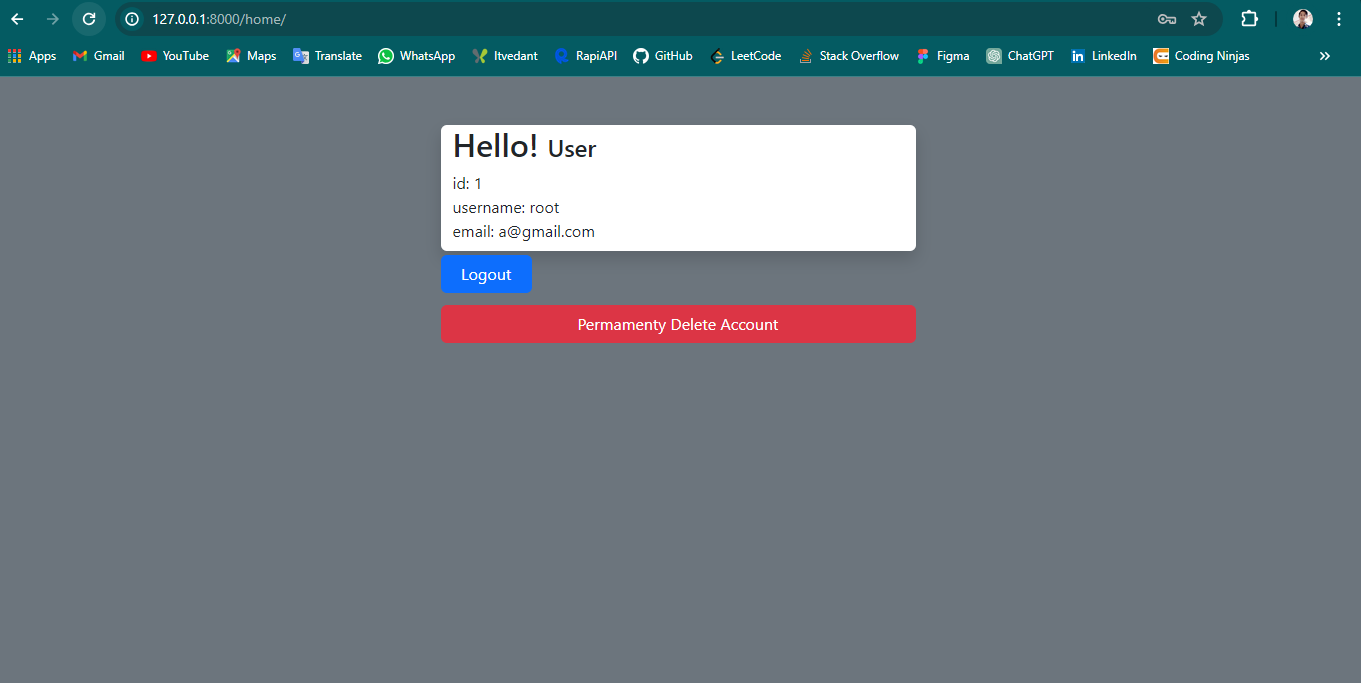 127.0.0.1:8000/home/
Apps Gmail YouTube Maps Translate WhatsApp Itvedant RapiAPI GitHub LeetCode Stack Overflow Figma ChatGPT LinkedIn Coding Ninjas
Hello! User
id: 1
username: root
email: a@gmail.com
Logout
Permamenty Delete Account